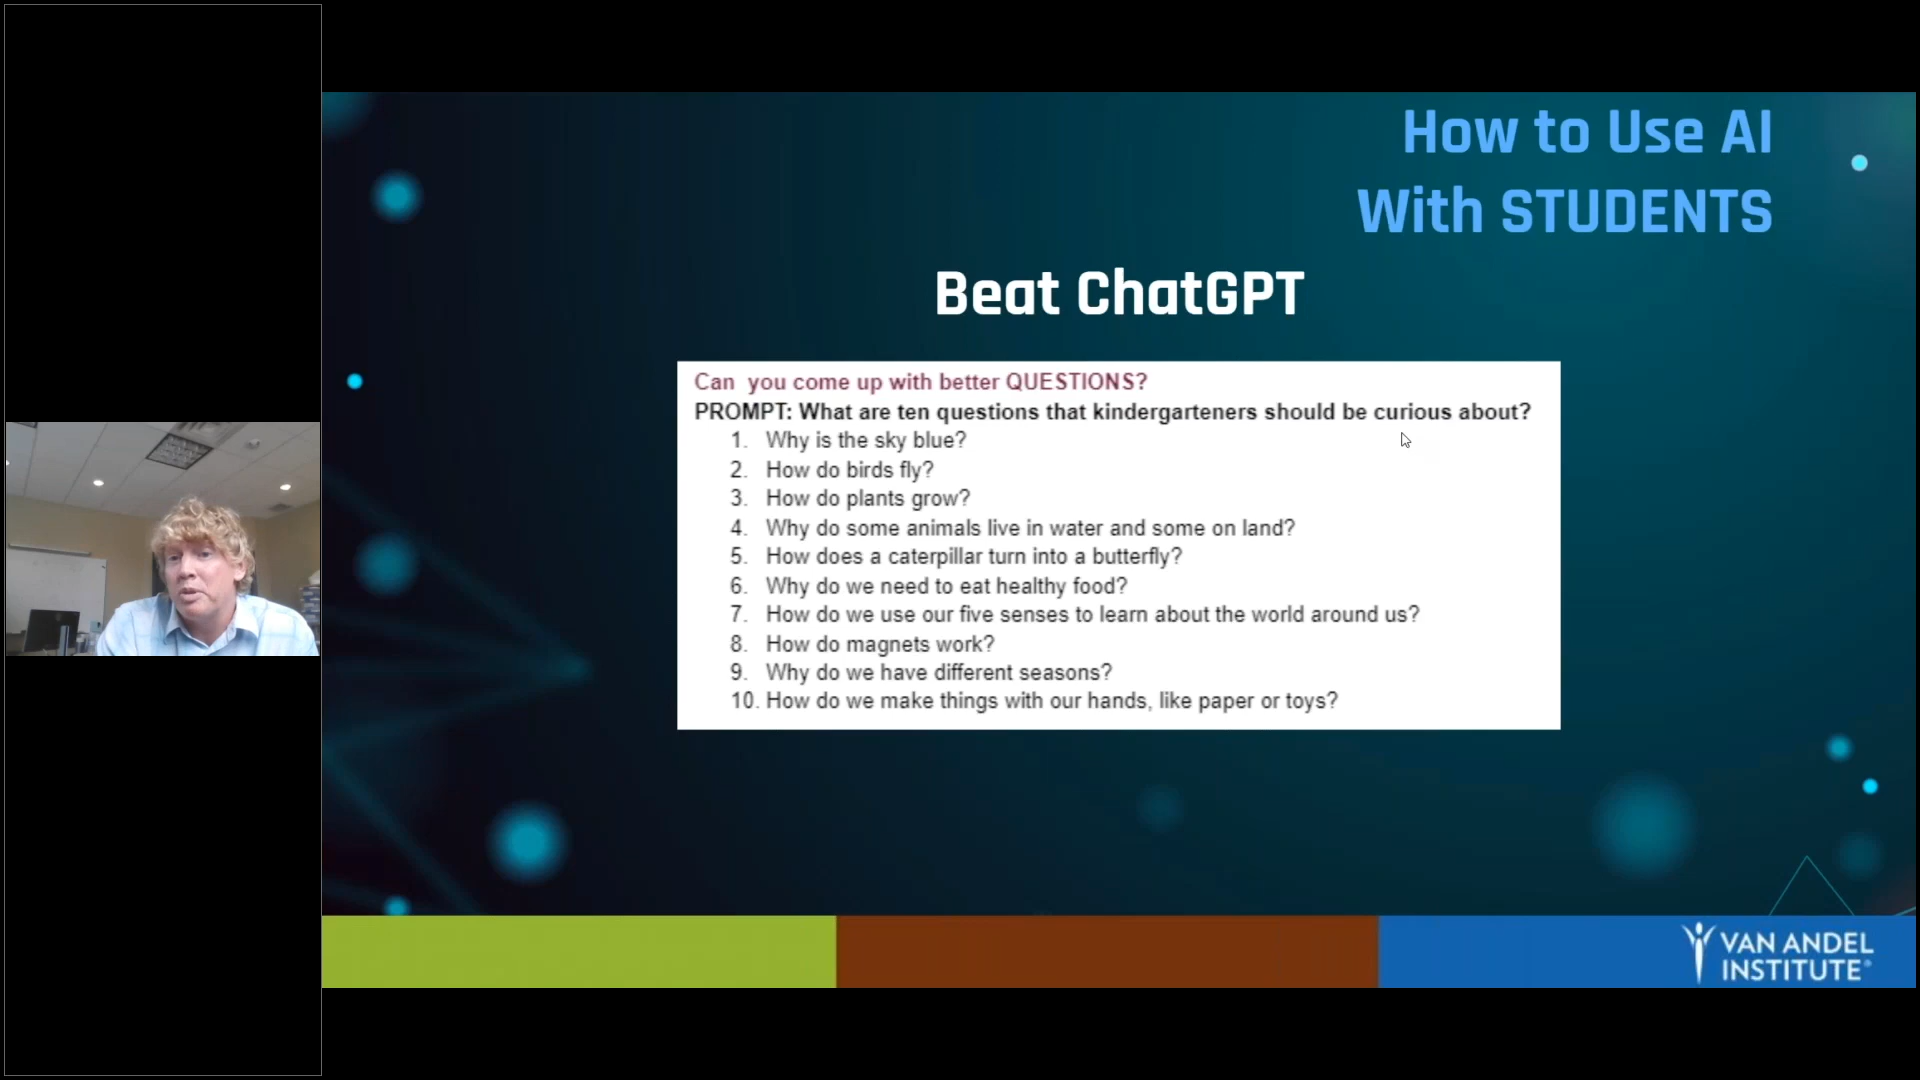 How to Use AI
With STUDENTS
Beat ChatGPT
Can you come up with better QUESTIONS?
PROMPT: What are ten questions that kindergarteners should be curious about?
1. Why is the sky blue?
2. How do birds fly?
3. How do plants grow?
4. Why do some animals live in water and some on land?
5. How does a caterpillar turn into a butterfly?
6. Why do we need to eat healthy food?
7. How do we use our five senses to learn about the world around us?
8. How do magnets work?
9. Why do we have different seasons?
10. How do we make things with our hands, like paper or toys?
VAN ANDEL
INSTITUTE®